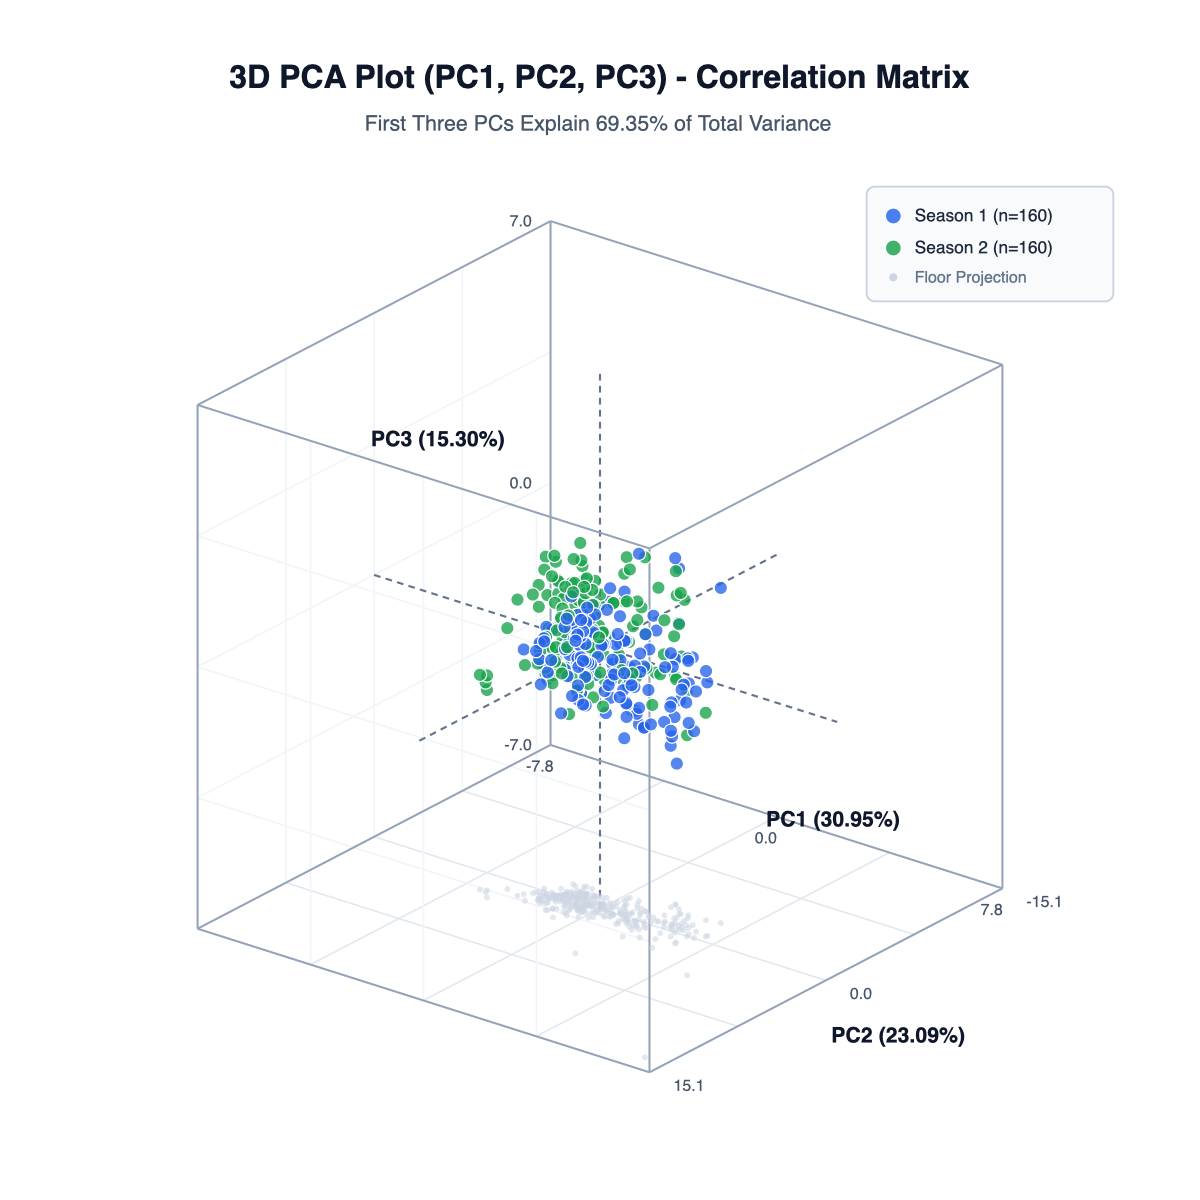 3D PCA Plot (PC1, PC2, PC3) - Correlation Matrix
First Three PCs Explain 69.35% of Total Variance
Season 1 (n=160)
Season 2 (n=160)
Floor Projection
7.0
PC3 (15.30%)
0.0
-7.0
-7.8
PC1 (30.95%)
0.0
7.8
-15.1
0.0
PC2 (23.09%)
15.1